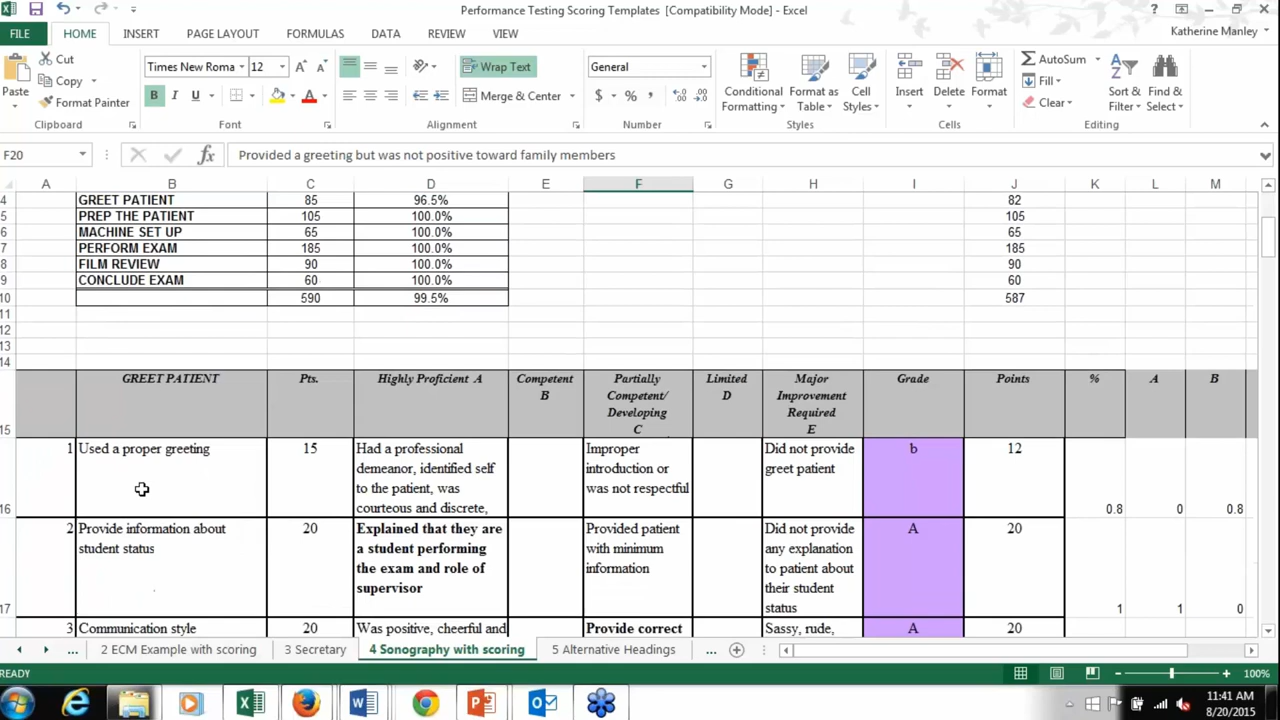 Performance Testing Scoring Templates [Compatibility Mode] - Excel
FILE HOME INSERT PAGE LAYOUT FORMULAS DATA REVIEW VIEW Katherine Manley
Paste Cut Copy Format Painter Clipboard
Times New Roma 12 B I U Font
Wrap Text Merge & Center Alignment
General $ % Number
Conditional Formatting Format as Table Cell Styles Styles
Insert Delete Format Cells
AutoSum Fill Clear Sort & Filter Find & Select Editing
F20 fx Provided a greeting but was not positive toward family members
A B C D E F G H I J K L M
4 GREET PATIENT 85 96.5% 82
5 PREP THE PATIENT 105 100.0% 105
6 MACHINE SET UP 65 100.0% 65
7 PERFORM EXAM 185 100.0% 185
8 FILM REVIEW 90 100.0% 90
9 CONCLUDE EXAM 60 100.0% 60
10 590 99.5% 587
11
12
13
14
15 GREET PATIENT Pts. Highly Proficient A Competent B Partially Competent/ Developing C Limited D Major Improvement Required E Grade Points % A B
16 1 Used a proper greeting 15 Had a professional demeanor, identified self to the patient, was courteous and discrete, Improper introduction or was not respectful Did not provide greet patient b 12 0.8 0 0.8
17 2 Provide information about student status 20 Explained that they are a student performing the exam and role of supervisor Provided patient with minimum information Did not provide any explanation to patient about their student status A 20 1 1 0
3 Communication style 20 Was positive, cheerful and Provide correct Sassy, rude, A 20
... 2 ECM Example with scoring 3 Secretary 4 Sonography with scoring 5 Alternative Headings ...
READY 100%
11:41 AM
8/20/2015